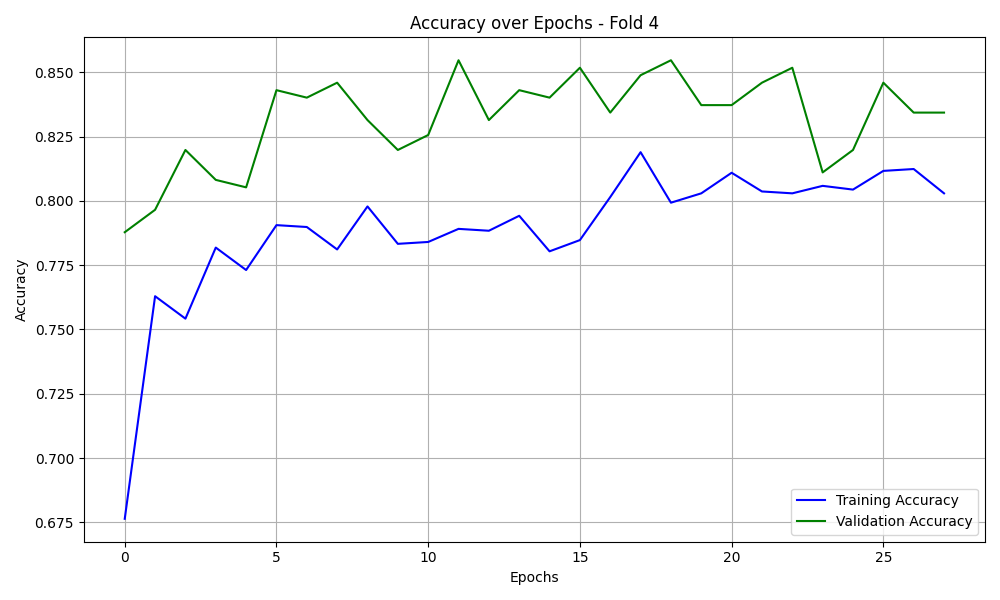 Accuracy over Epochs - Fold 4
Accuracy
0.850
0.825
0.800
0.775
0.750
0.725
0.700
0.675
0 5 10 15 20 25
Epochs
Training Accuracy
Validation Accuracy